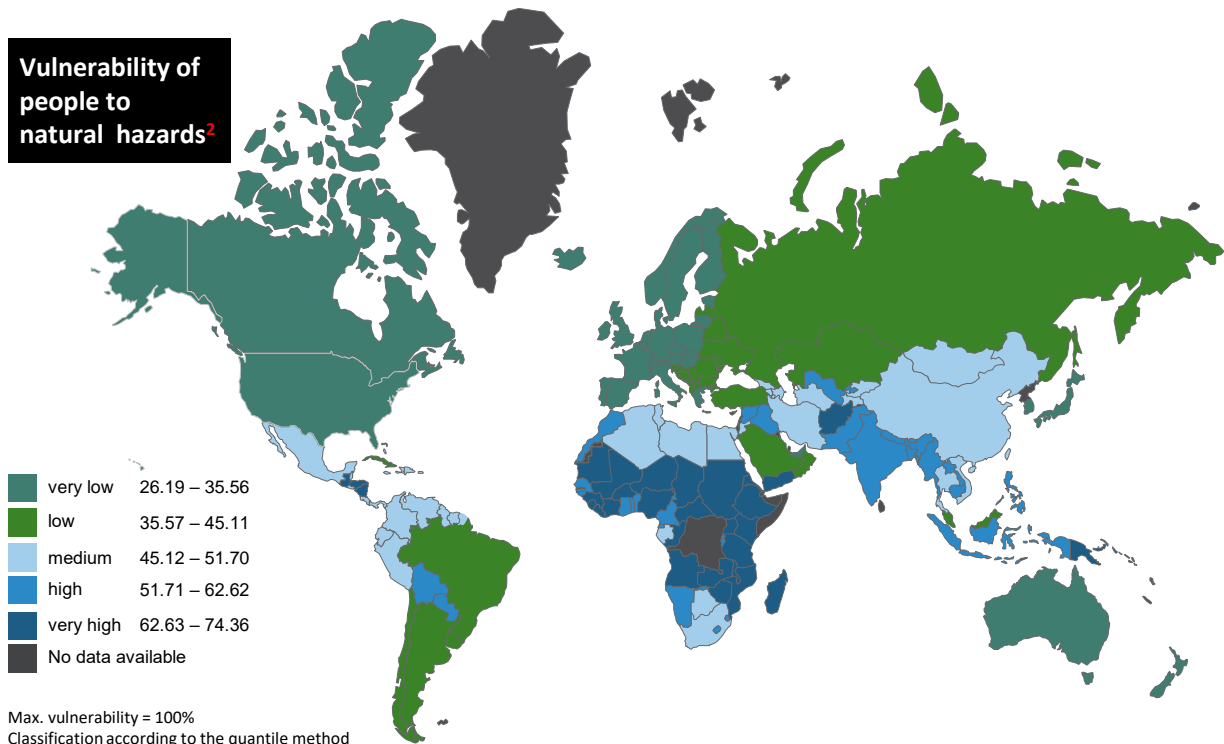 Vulnerability of
people to
natural hazards²
very low 26.19 – 35.56
low 35.57 – 45.11
medium 45.12 – 51.70
high 51.71 – 62.62
very high 62.63 – 74.36
No data available
Max. vulnerability = 100%
Classification according to the quantile method